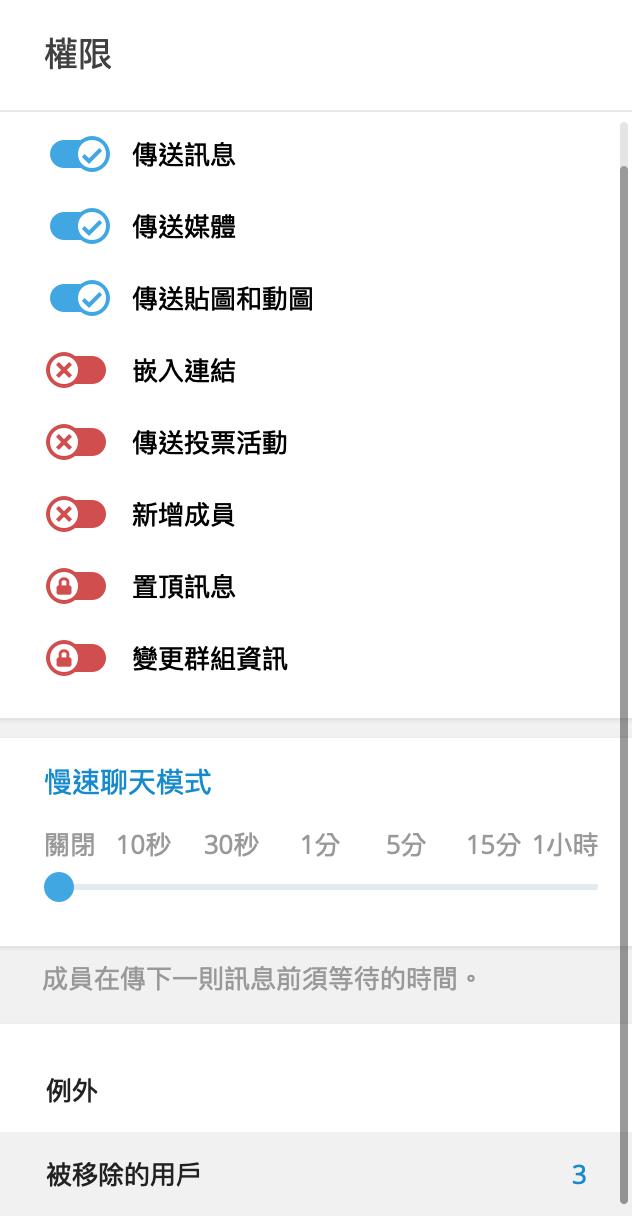 權限
傳送訊息
傳送媒體
傳送貼圖和動圖
嵌入連結
傳送投票活動
新增成員
置頂訊息
變更群組資訊
慢速聊天模式
關閉 10秒 30秒 1分 5分 15分 1小時
成員在傳下一則訊息前須等待的時間。
例外
被移除的用戶 3